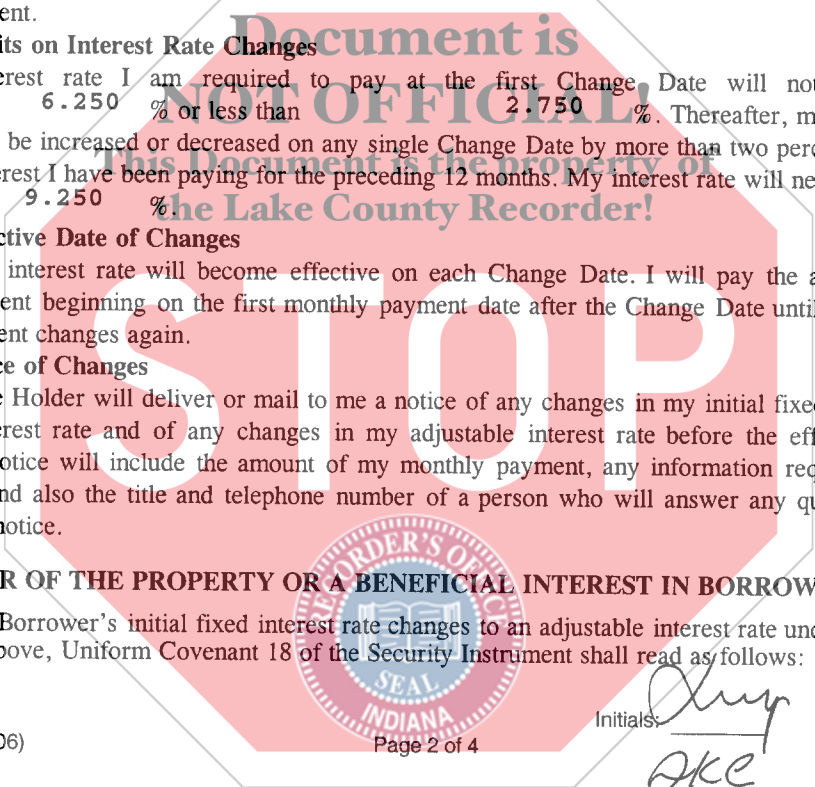 ent.
its on Interest Rate Changes
erest rate I am required to pay at the first Change Date will not
6.250 % or less than 2.750 %. Thereafter, m
be increased or decreased on any single Change Date by more than two perc
erest I have been paying for the preceding 12 months. My interest rate will ne
9.250 %.
ctive Date of Changes
interest rate will become effective on each Change Date. I will pay the a
ent beginning on the first monthly payment date after the Change Date until
ent changes again.
ce of Changes
e Holder will deliver or mail to me a notice of any changes in my initial fixe
erest rate and of any changes in my adjustable interest rate before the eff
otice will include the amount of my monthly payment, any information req
nd also the title and telephone number of a person who will answer any qu
notice.
R OF THE PROPERTY OR A BENEFICIAL INTEREST IN BORROW
Borrower's initial fixed interest rate changes to an adjustable interest rate und
bove, Uniform Covenant 18 of the Security Instrument shall read as follows:
Initials:
06)
Page 2 of 4
Document is
NOT OFFICIAL!
This Document is the property of
the Lake County Recorder!
STOP
RECORDER'S OFFICE
SEAL
INDIANA